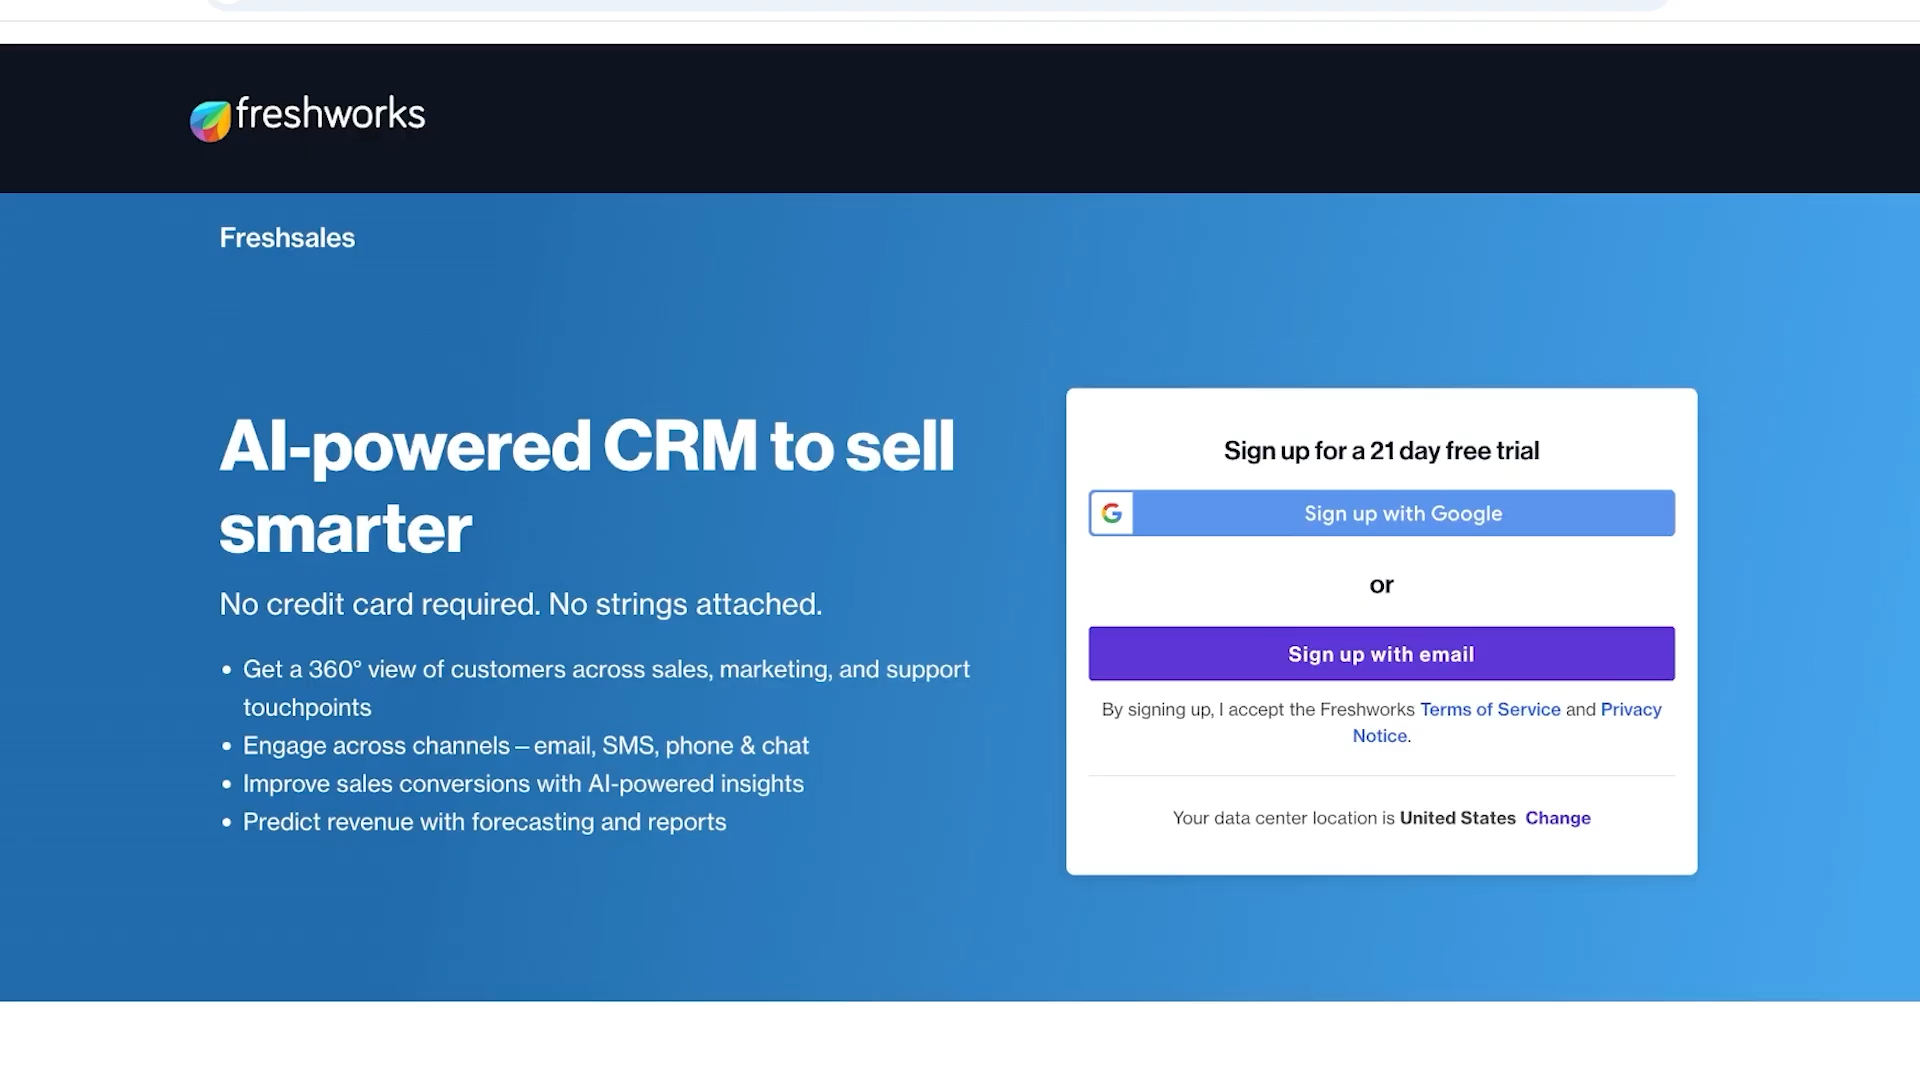 freshworks
Freshsales
AI-powered CRM to sell
smarter
No credit card required. No strings attached.
• Get a 360° view of customers across sales, marketing, and support
touchpoints
• Engage across channels – email, SMS, phone & chat
• Improve sales conversions with AI-powered insights
• Predict revenue with forecasting and reports
Sign up for a 21 day free trial
G
Sign up with Google
or
Sign up with email
By signing up, I accept the Freshworks Terms of Service and Privacy
Notice.
Your data center location is United States Change